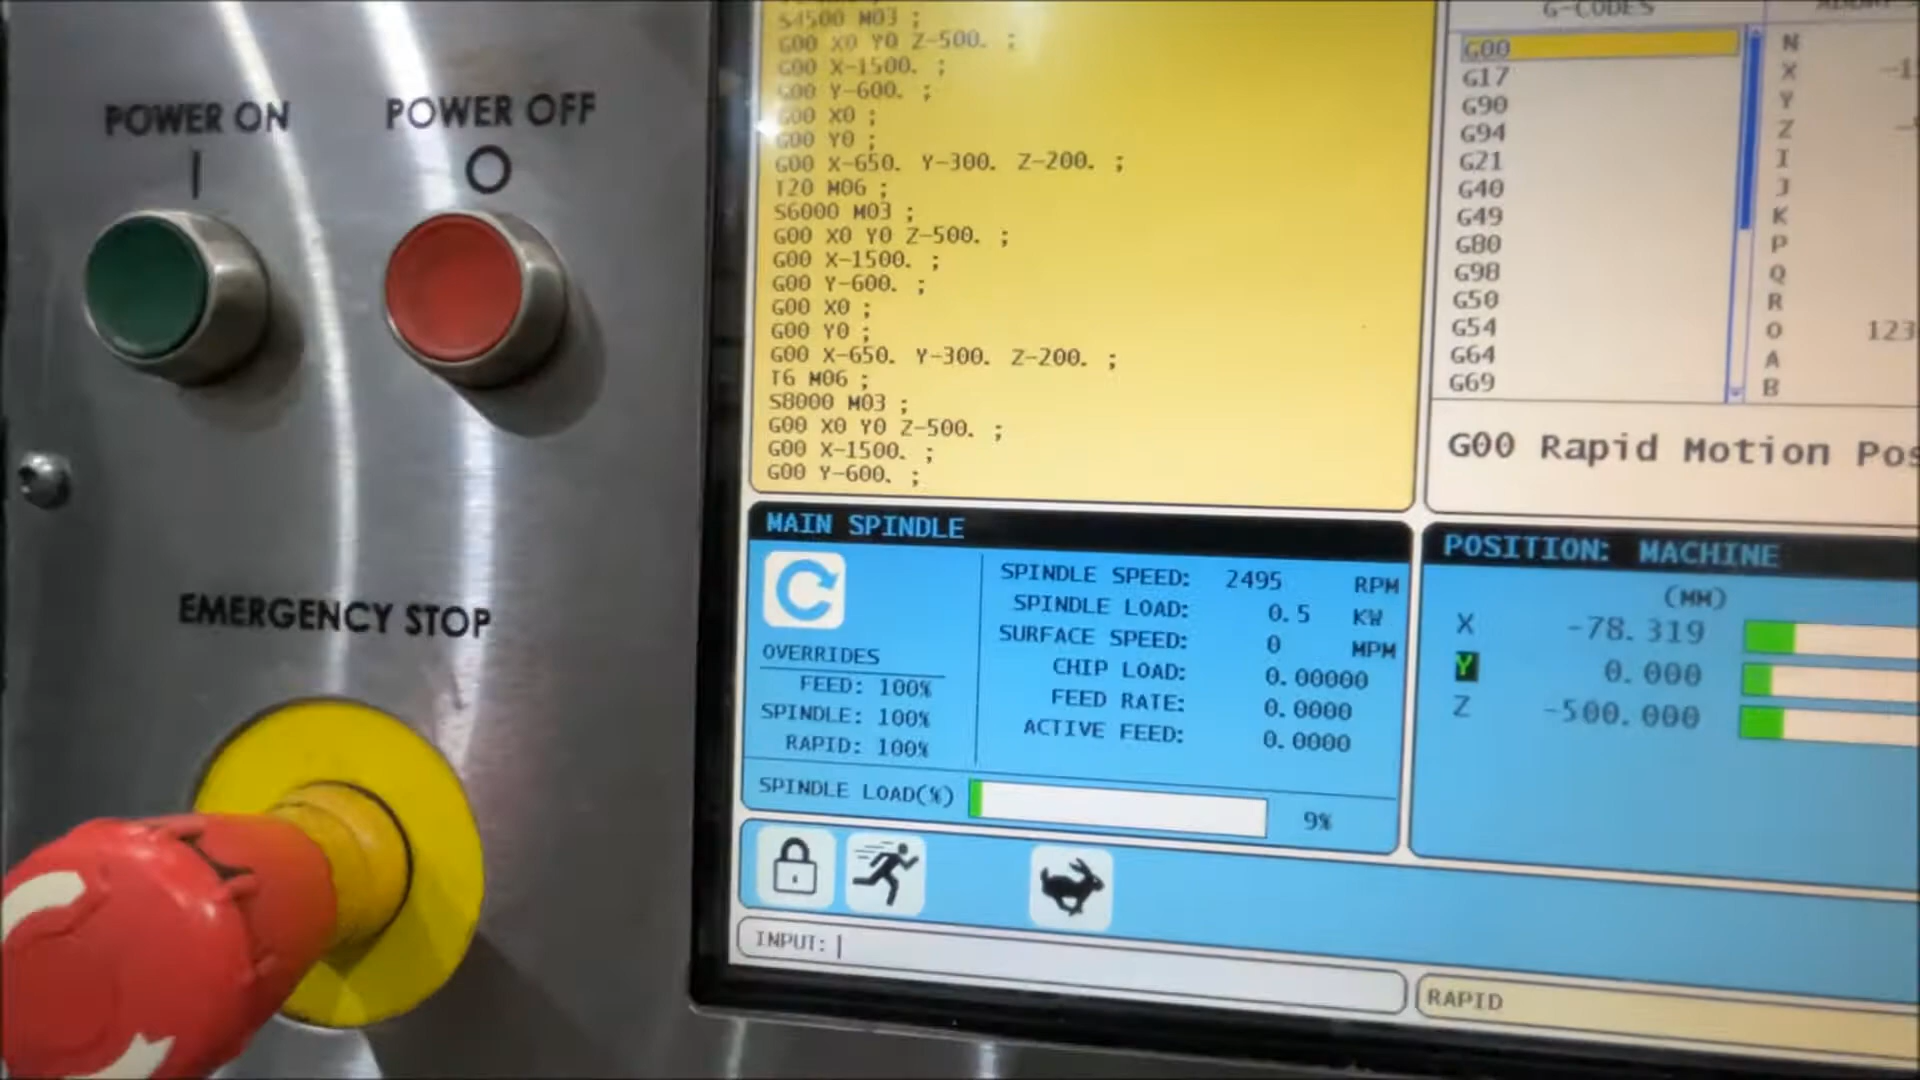 POWER ON
POWER OFF
EMERGENCY STOP
S4500 M03 ;
G00 X0 Y0 Z-500. ;
G00 X-1500. ;
G00 Y-600. ;
G00 X0 ;
G00 Y0 ;
G00 X-650. Y-300. Z-200. ;
T20 M06 ;
S6000 M03 ;
G00 X0 Y0 Z-500. ;
G00 X-1500. ;
G00 Y-600. ;
G00 X0 ;
G00 Y0 ;
G00 X-650. Y-300. Z-200. ;
T6 M06 ;
S8000 M03 ;
G00 X0 Y0 Z-500. ;
G00 X-1500. ;
G00 Y-600. ;
G-CODES
G00
G17
G90
G94
G21
G40
G49
G80
G98
G50
G54
G64
G69
N
X -1
Y
Z
I
J
K
P
Q
R
O 123
A
B
G00 Rapid Motion Pos
MAIN SPINDLE
OVERRIDES
FEED: 100%
SPINDLE: 100%
RAPID: 100%
SPINDLE SPEED: 2495 RPM
SPINDLE LOAD: 0.5 KW
SURFACE SPEED: 0 MPM
CHIP LOAD: 0.00000
FEED RATE: 0.0000
ACTIVE FEED: 0.0000
SPINDLE LOAD(%) 9%
POSITION: MACHINE
(MM)
X -78.319
Y 0.000
Z -500.000
INPUT:
RAPID